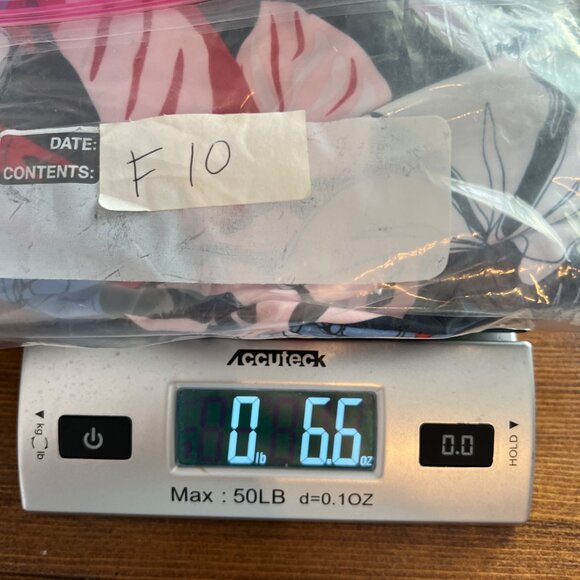 DATE:
CONTENTS:
F 10
ACCUTECK
0 lb 6.6 oz
kg lb
0.0
HOLD
Max : 50LB d=0.1OZ